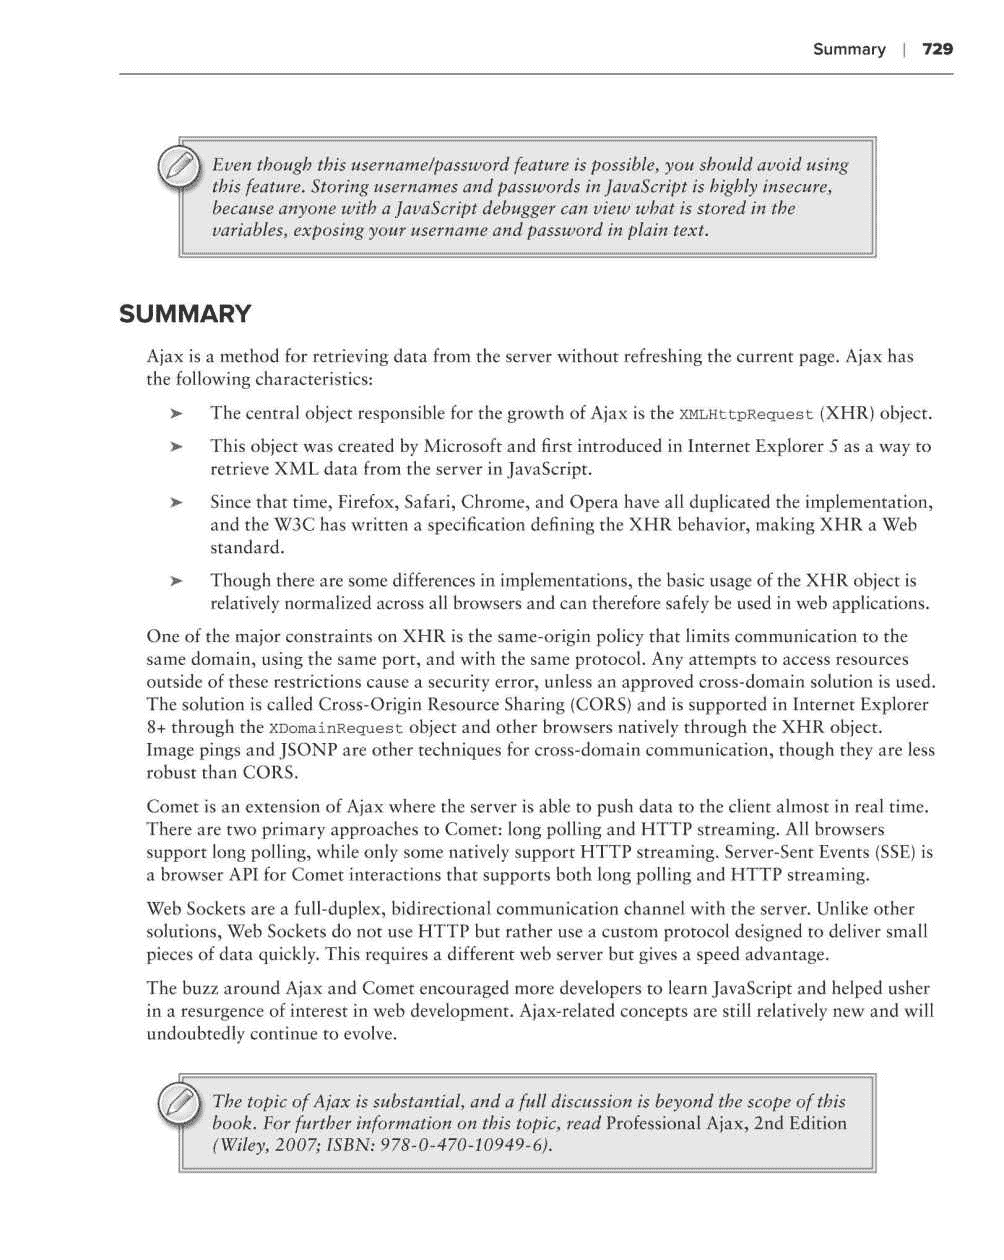 Summary | 729
Even though this username/password feature is possible, you should avoid using
this feature. Storing usernames and passwords in JavaScript is highly insecure,
because anyone with a JavaScript debugger can view what is stored in the
variables, exposing your username and password in plain text.
SUMMARY
Ajax is a method for retrieving data from the server without refreshing the current page. Ajax has
the following characteristics:
➤ The central object responsible for the growth of Ajax is the XMLHttpRequest (XHR) object.
➤ This object was created by Microsoft and first introduced in Internet Explorer 5 as a way to
retrieve XML data from the server in JavaScript.
➤ Since that time, Firefox, Safari, Chrome, and Opera have all duplicated the implementation,
and the W3C has written a specification defining the XHR behavior, making XHR a Web
standard.
➤ Though there are some differences in implementations, the basic usage of the XHR object is
relatively normalized across all browsers and can therefore safely be used in web applications.
One of the major constraints on XHR is the same-origin policy that limits communication to the
same domain, using the same port, and with the same protocol. Any attempts to access resources
outside of these restrictions cause a security error, unless an approved cross-domain solution is used.
The solution is called Cross-Origin Resource Sharing (CORS) and is supported in Internet Explorer
8+ through the XDomainRequest object and other browsers natively through the XHR object.
Image pings and JSONP are other techniques for cross-domain communication, though they are less
robust than CORS.
Comet is an extension of Ajax where the server is able to push data to the client almost in real time.
There are two primary approaches to Comet: long polling and HTTP streaming. All browsers
support long polling, while only some natively support HTTP streaming. Server-Sent Events (SSE) is
a browser API for Comet interactions that supports both long polling and HTTP streaming.
Web Sockets are a full-duplex, bidirectional communication channel with the server. Unlike other
solutions, Web Sockets do not use HTTP but rather use a custom protocol designed to deliver small
pieces of data quickly. This requires a different web server but gives a speed advantage.
The buzz around Ajax and Comet encouraged more developers to learn JavaScript and helped usher
in a resurgence of interest in web development. Ajax-related concepts are still relatively new and will
undoubtedly continue to evolve.
The topic of Ajax is substantial, and a full discussion is beyond the scope of this
book. For further information on this topic, read Professional Ajax, 2nd Edition
(Wiley, 2007; ISBN: 978-0-470-10949-6).